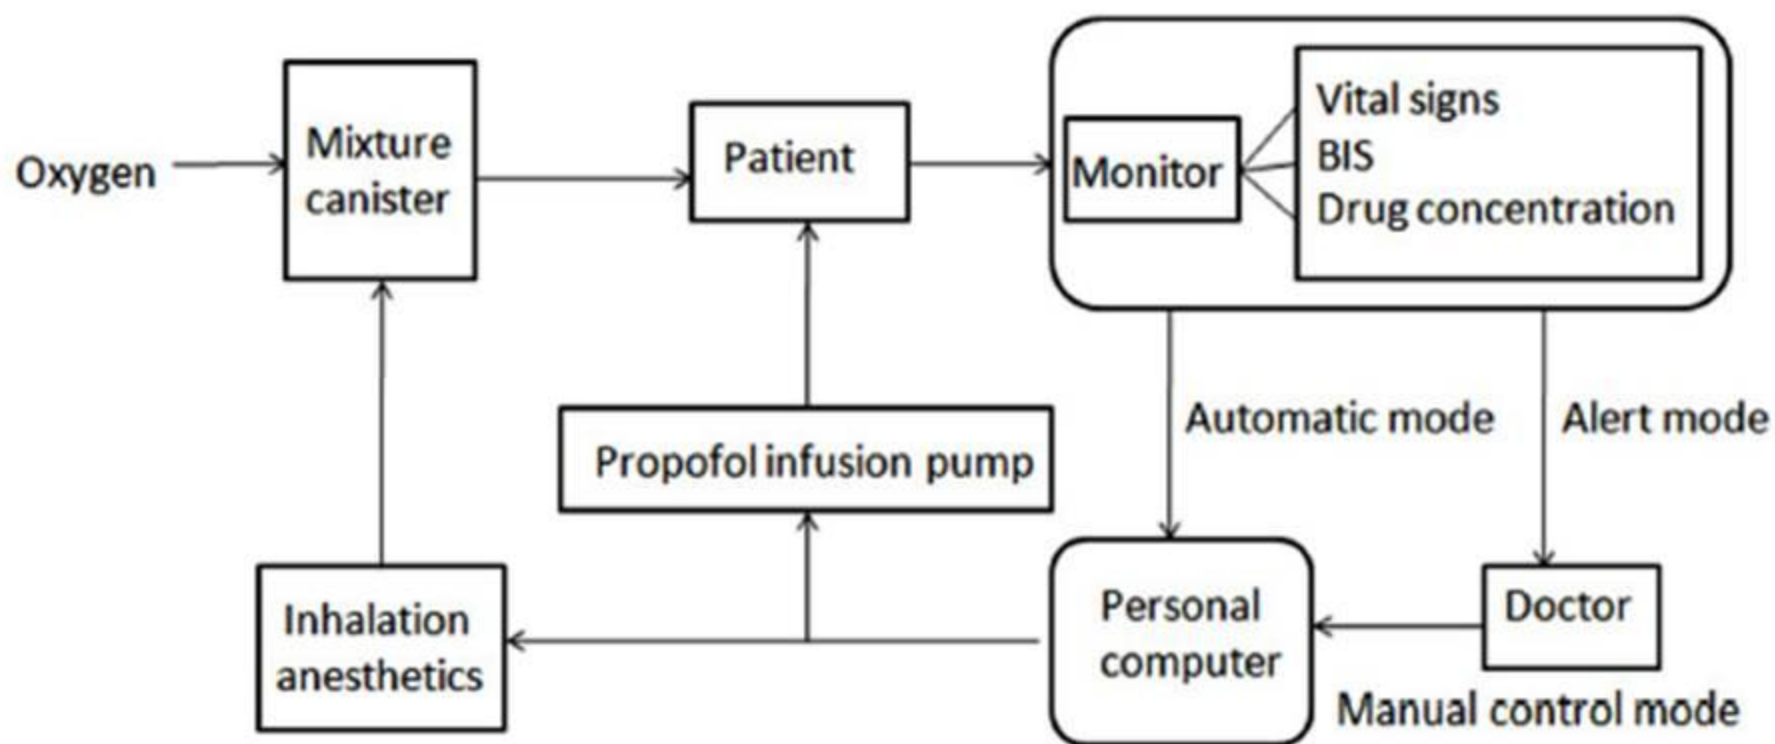 Oxygen
Mixture
canister
Patient
Monitor
Vital signs
BIS
Drug concentration
Automatic mode
Alert mode
Propofol infusion pump
Inhalation
anesthetics
Personal
computer
Doctor
Manual control mode